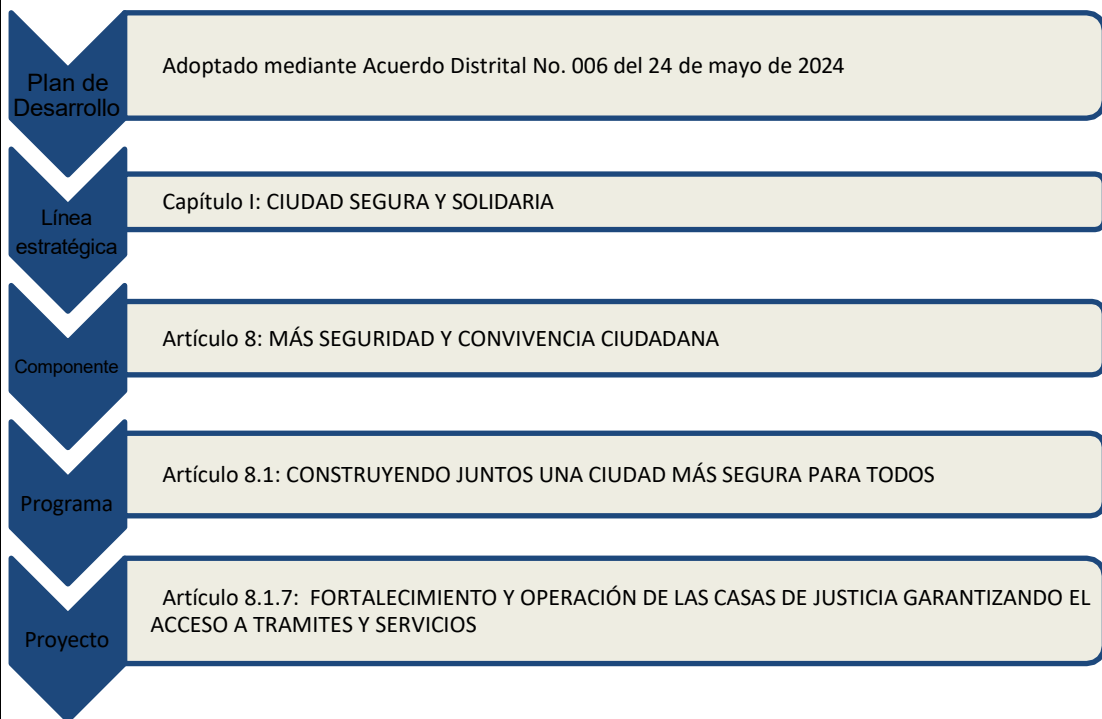 Plan de
Desarrollo
Adoptado mediante Acuerdo Distrital No. 006 del 24 de mayo de 2024
Línea
estratégica
Capítulo I: CIUDAD SEGURA Y SOLIDARIA
Componente
Artículo 8: MÁS SEGURIDAD Y CONVIVENCIA CIUDADANA
Programa
Artículo 8.1: CONSTRUYENDO JUNTOS UNA CIUDAD MÁS SEGURA PARA TODOS
Proyecto
Artículo 8.1.7: FORTALECIMIENTO Y OPERACIÓN DE LAS CASAS DE JUSTICIA GARANTIZANDO EL
ACCESO A TRAMITES Y SERVICIOS